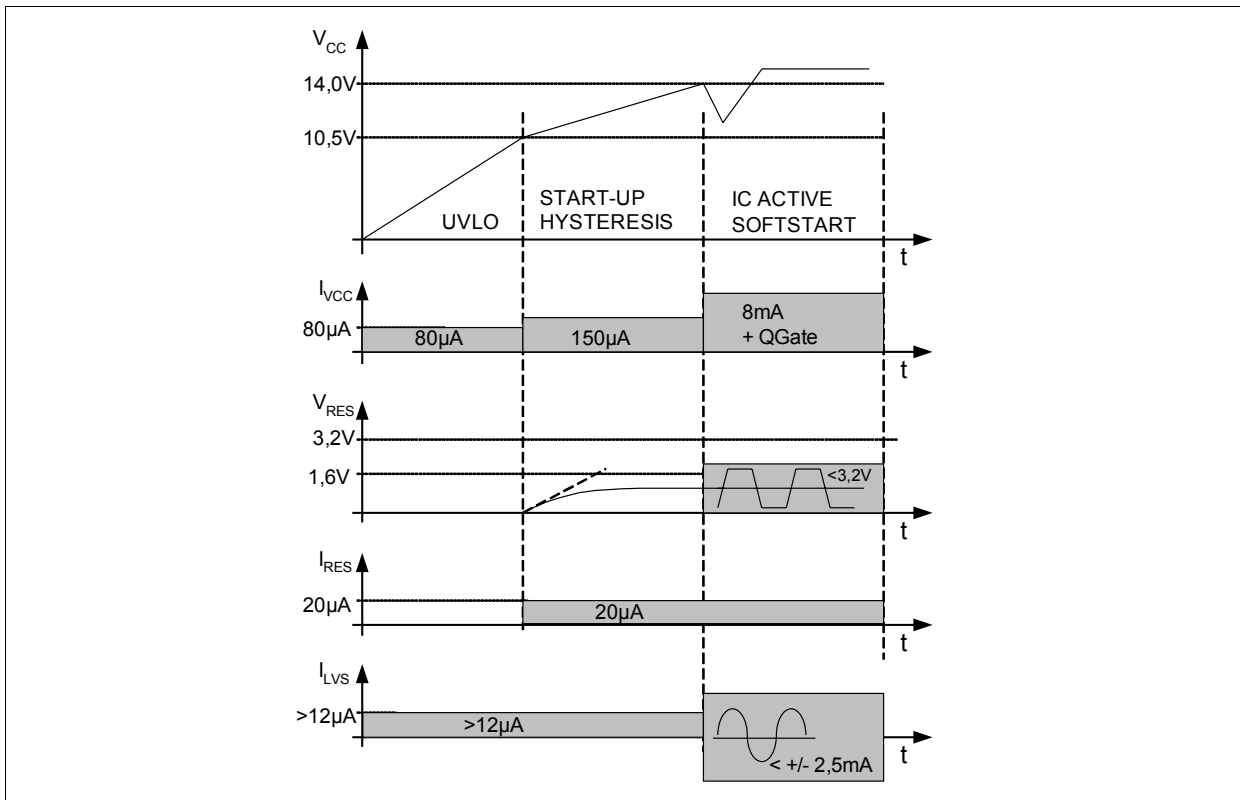 VCC
14,0V
10,5V
UVLO
START-UP
HYSTERESIS
IC ACTIVE
SOFTSTART
t
IVCC
80µA
80µA
150µA
8mA
+ QGate
t
VRES
3,2V
1,6V
<3,2V
t
IRES
20µA
20µA
t
ILVS
>12µA
>12µA
< +/- 2,5mA
t